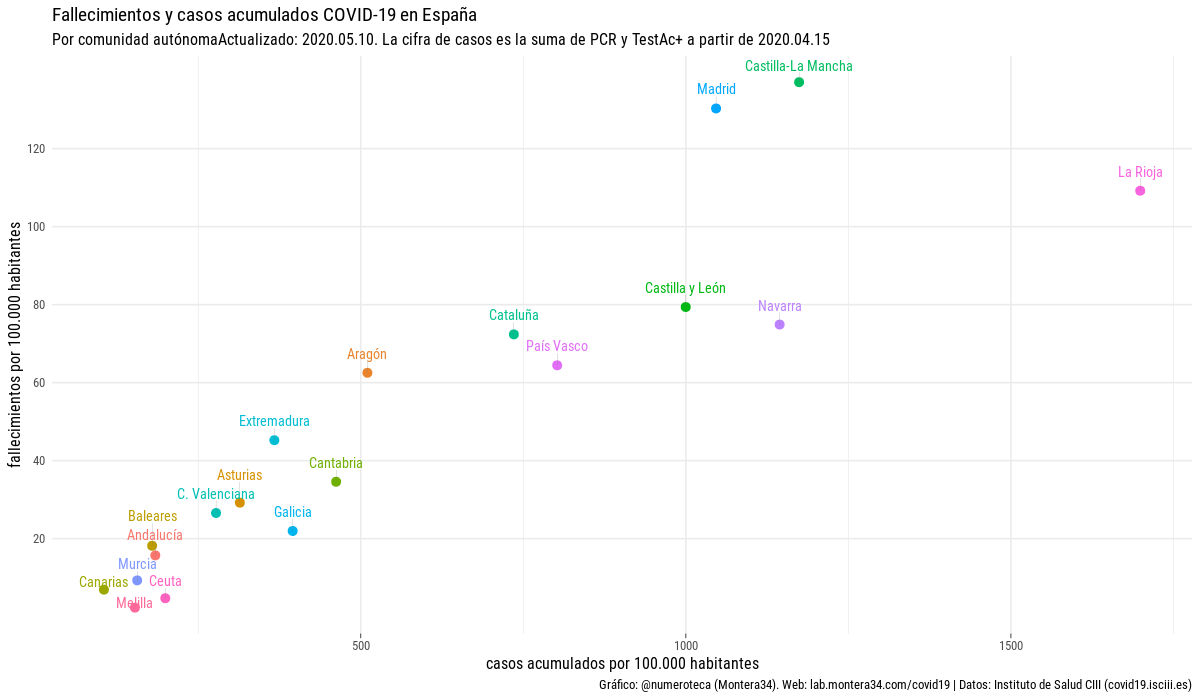 Fallecimientos y casos acumulados COVID-19 en España
Por comunidad autónomaActualizado: 2020.05.10. La cifra de casos es la suma de PCR y TestAc+ a partir de 2020.04.15
Castilla-La Mancha
Madrid
120
La Rioja
100
Castilla y León
80
Navarra
Cataluña
País Vasco
Aragón
60
Extremadura
40
Cantabria
Asturias
C. Valenciana
Galicia
Baleares
20
Andalucía
Murcia
Canarias
Ceuta
Melilla
fallecimientos por 100.000 habitantes
500
1000
1500
casos acumulados por 100.000 habitantes
Gráfico: @numeroteca (Montera34). Web: lab.montera34.com/covid19 | Datos: Instituto de Salud CIII (covid19.isciii.es)